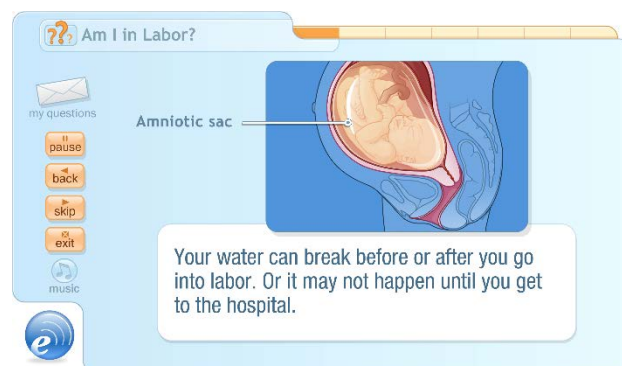 ??? Am I in Labor?
my questions
pause
back
skip
exit
music
e
Amniotic sac
Your water can break before or after you go
into labor. Or it may not happen until you get
to the hospital.